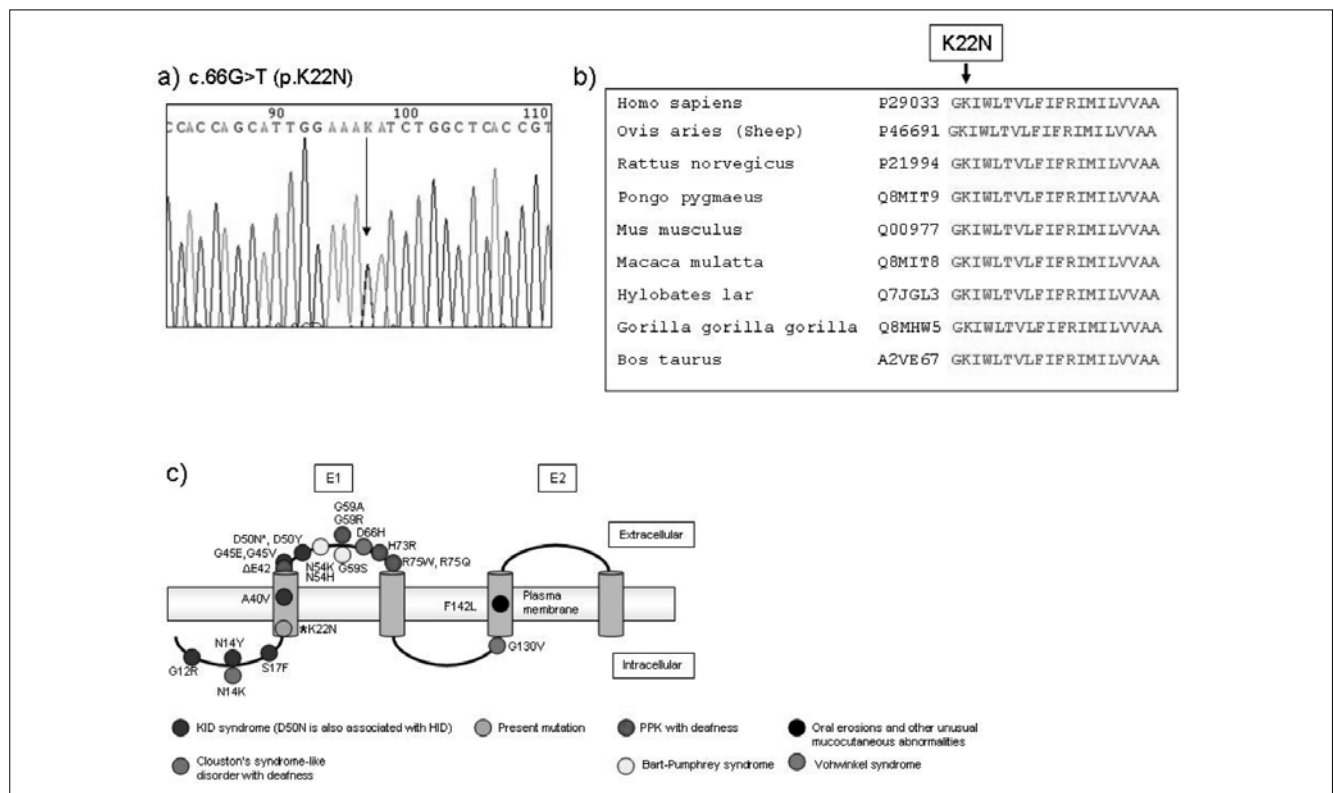 K22N
a) c.66G>T (p.K22N)
b)
90 100 110
CCACCAGCATTGGAAAKATCTGGCTCACCGT
Homo sapiens P29033 GKIWLTVLFIFRIMILVVAA
Ovis aries (Sheep) P46691 GKIWLTVLFIFRIMILVVAA
Rattus norvegicus P21994 GKIWLTVLFIFRIMILVVAA
Pongo pygmaeus Q8MIT9 GKIWLTVLFIFRIMILVVAA
Mus musculus Q00977 GKIWLTVLFIFRIMILVVAA
Macaca mulatta Q8MIT8 GKIWLTVLFIFRIMILVVAA
Hylobates lar Q7JGL3 GKIWLTVLFIFRIMILVVAA
Gorilla gorilla gorilla Q8MHW5 GKIWLTVLFIFRIMILVVAA
Bos taurus A2VE67 GKIWLTVLFIFRIMILVVAA
c)
E1
E2
G59A
G59R
D50N*, D50Y
D66H
Extracellular
G45E, G45V
H73R
ΔE42
N54K
N54H
G59S
R75W, R75Q
A40V
F142L
Plasma
membrane
*K22N
N14Y
G12R
S17F
N14K
G130V
Intracellular
KID syndrome (D50N is also associated with HID)
Present mutation
PPK with deafness
Oral erosions and other unusual
mucocutaneous abnormalities
Clouston's syndrome-like
disorder with deafness
Bart-Pumphrey syndrome
Vohwinkel syndrome